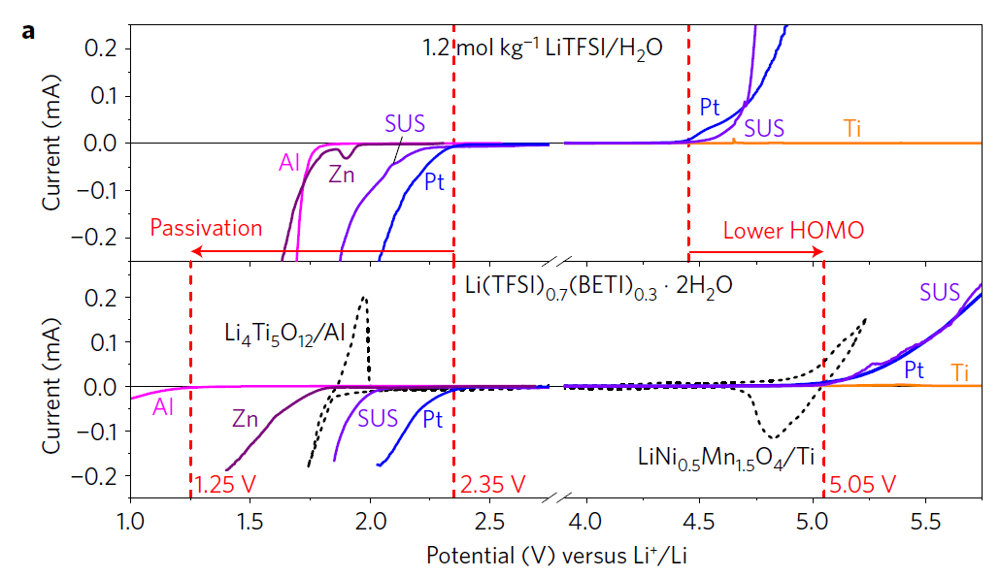 a
1.2 mol kg⁻¹ LiTFSI/H₂O
Current (mA)
0.2
0.1
0.0
−0.1
−0.2
SUS
Al
Zn
Pt
Pt
SUS
Ti
Passivation
Lower HOMO
Li(TFSI)₀.₇(BETI)₀.₃ · 2H₂O
Current (mA)
0.2
0.1
0.0
−0.1
−0.2
Li₄Ti₅O₁₂/Al
SUS
Al
Zn
SUS
Pt
Pt
Ti
LiNi₀.₅Mn₁.₅O₄/Ti
1.25 V
2.35 V
5.05 V
1.0 1.5 2.0 2.5 4.0 4.5 5.0 5.5
Potential (V) versus Li⁺/Li